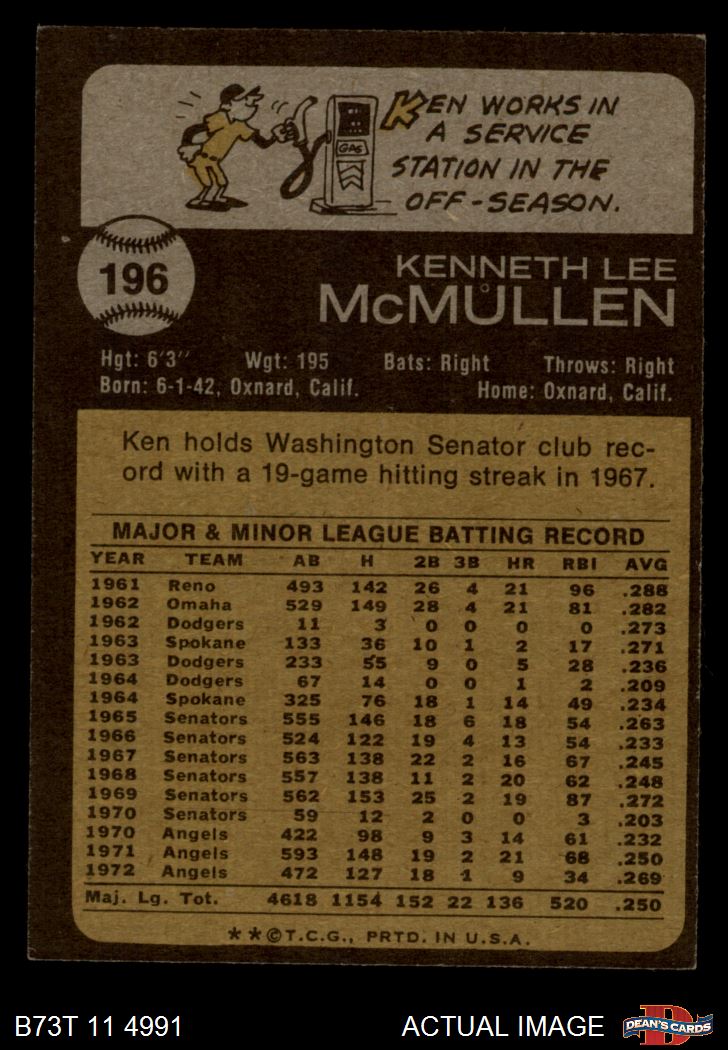 KEN WORKS IN
A SERVICE
STATION IN THE
OFF-SEASON.
GAS
196
KENNETH LEE
McMULLEN
Hgt: 6'3" Wgt: 195 Bats: Right Throws: Right
Born: 6-1-42, Oxnard, Calif. Home: Oxnard, Calif.
Ken holds Washington Senator club rec-
ord with a 19-game hitting streak in 1967.
MAJOR & MINOR LEAGUE BATTING RECORD
YEAR TEAM AB H 2B 3B HR RBI AVG
1961 Reno 493 142 26 4 21 96 .288
1962 Omaha 529 149 28 4 21 81 .282
1962 Dodgers 11 3 0 0 0 0 .273
1963 Spokane 133 36 10 1 2 17 .271
1963 Dodgers 233 55 9 0 5 28 .236
1964 Dodgers 67 14 0 0 1 2 .209
1964 Spokane 325 76 18 1 14 49 .234
1965 Senators 555 146 18 6 18 54 .263
1966 Senators 524 122 19 4 13 54 .233
1967 Senators 563 138 22 2 16 67 .245
1968 Senators 557 138 11 2 20 62 .248
1969 Senators 562 153 25 2 19 87 .272
1970 Senators 59 12 2 0 0 3 .203
1970 Angels 422 98 9 3 14 61 .232
1971 Angels 593 148 19 2 21 68 .250
1972 Angels 472 127 18 1 9 34 .269
Maj. Lg. Tot. 4618 1154 152 22 136 520 .250
**©T.C.G., PRTD. IN U.S.A.
B73T 11 4991 ACTUAL IMAGE
D
DEAN'S CARDS